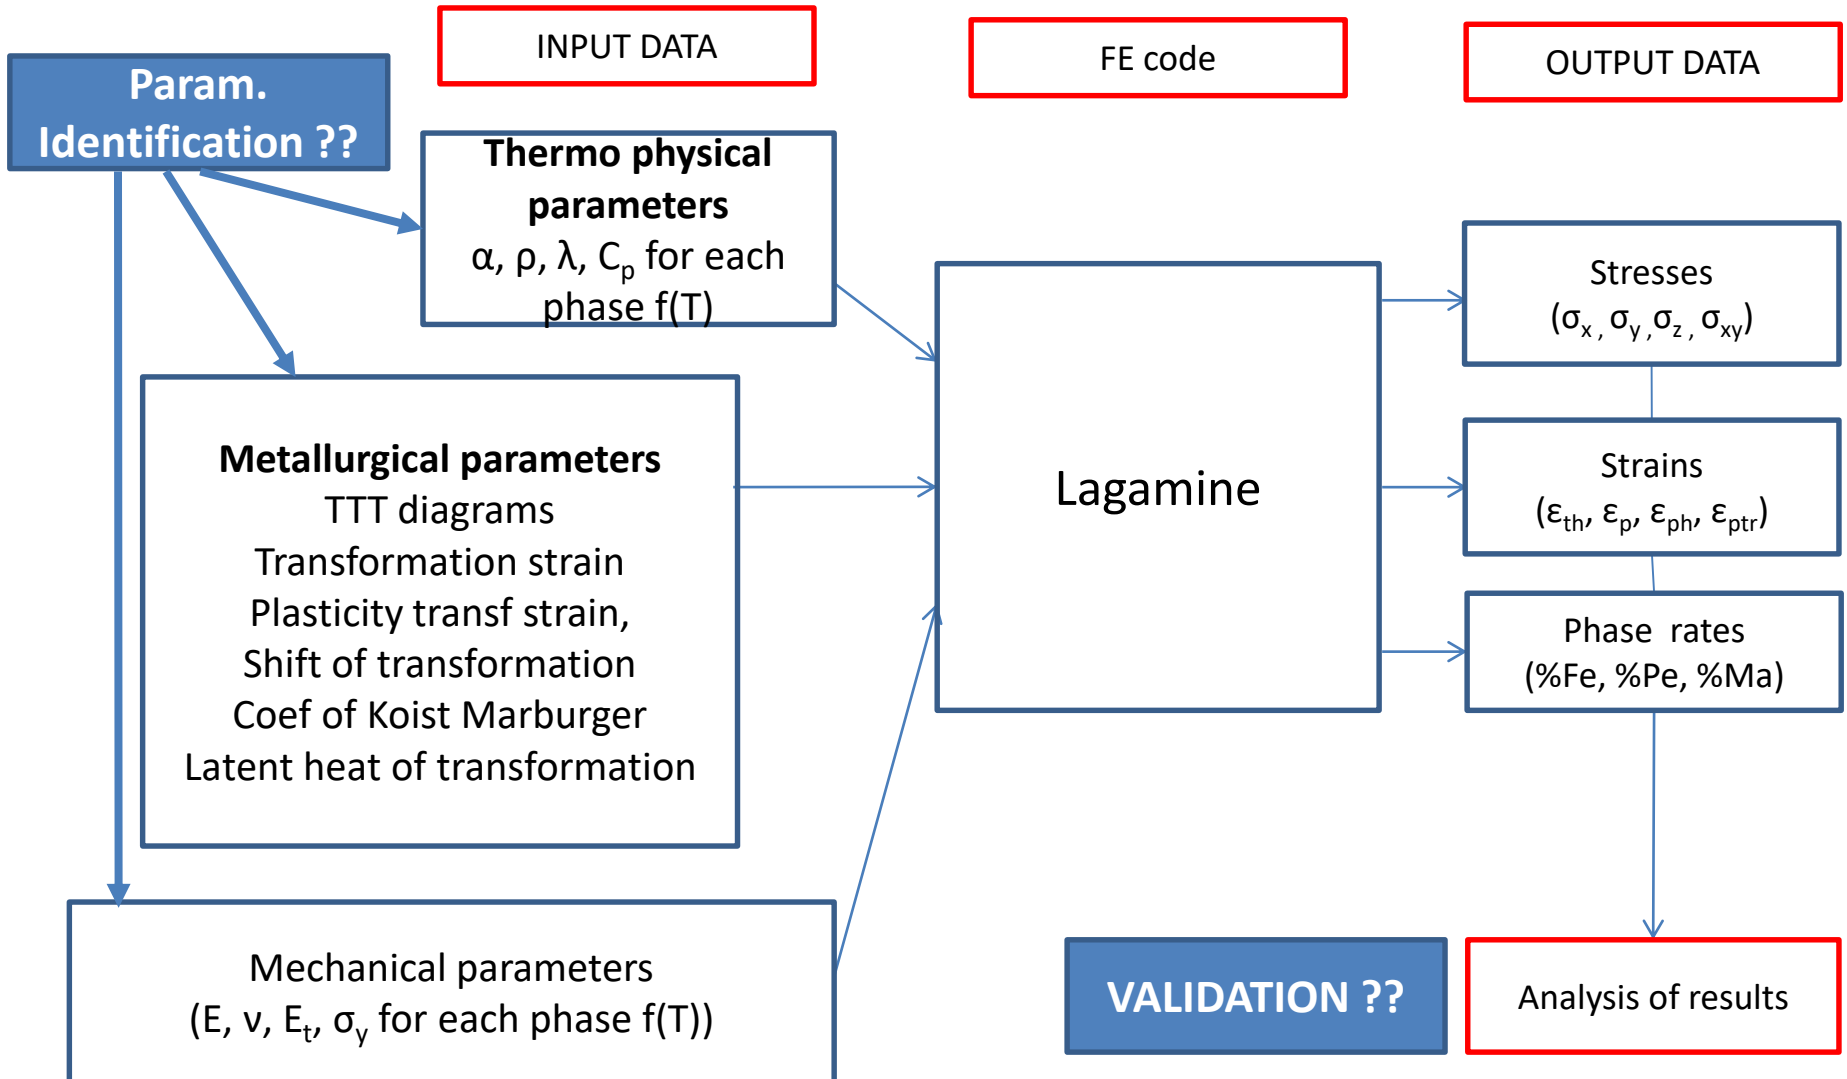 INPUT DATA
FE code
OUTPUT DATA
Param.
Identification ??
Thermo physical
parameters
α, ρ, λ, Cp for each
phase f(T)
Metallurgical parameters
TTT diagrams
Transformation strain
Plasticity transf strain,
Shift of transformation
Coef of Koist Marburger
Latent heat of transformation
Mechanical parameters
(E, ν, Et, σy for each phase f(T))
Lagamine
Stresses
(σx , σy ,σz , σxy)
Strains
(εth, εp, εph, εptr)
Phase rates
(%Fe, %Pe, %Ma)
VALIDATION ??
Analysis of results